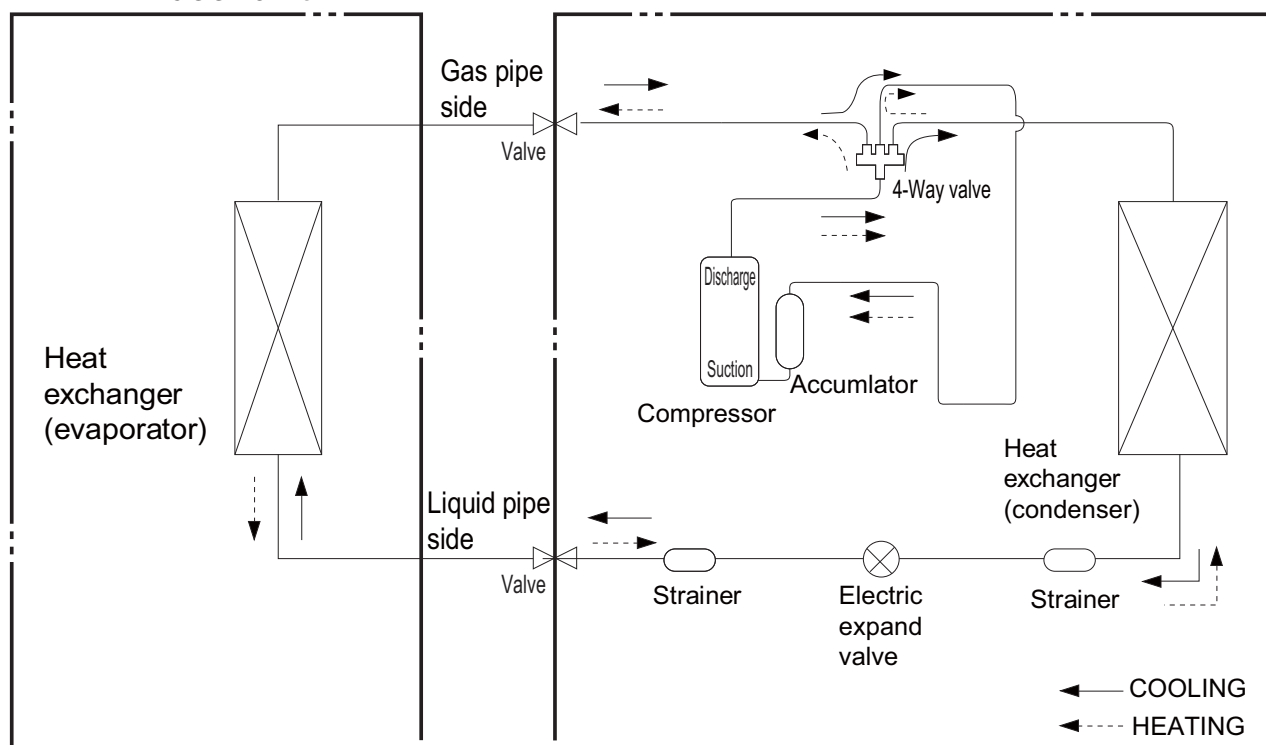 Gas pipe
side
Valve
4-Way valve
Discharge
Suction
Accumlator
Compressor
Heat
exchanger
(evaporator)
Heat
exchanger
(condenser)
Liquid pipe
side
Valve
Strainer
Electric
expand
valve
Strainer
COOLING
HEATING